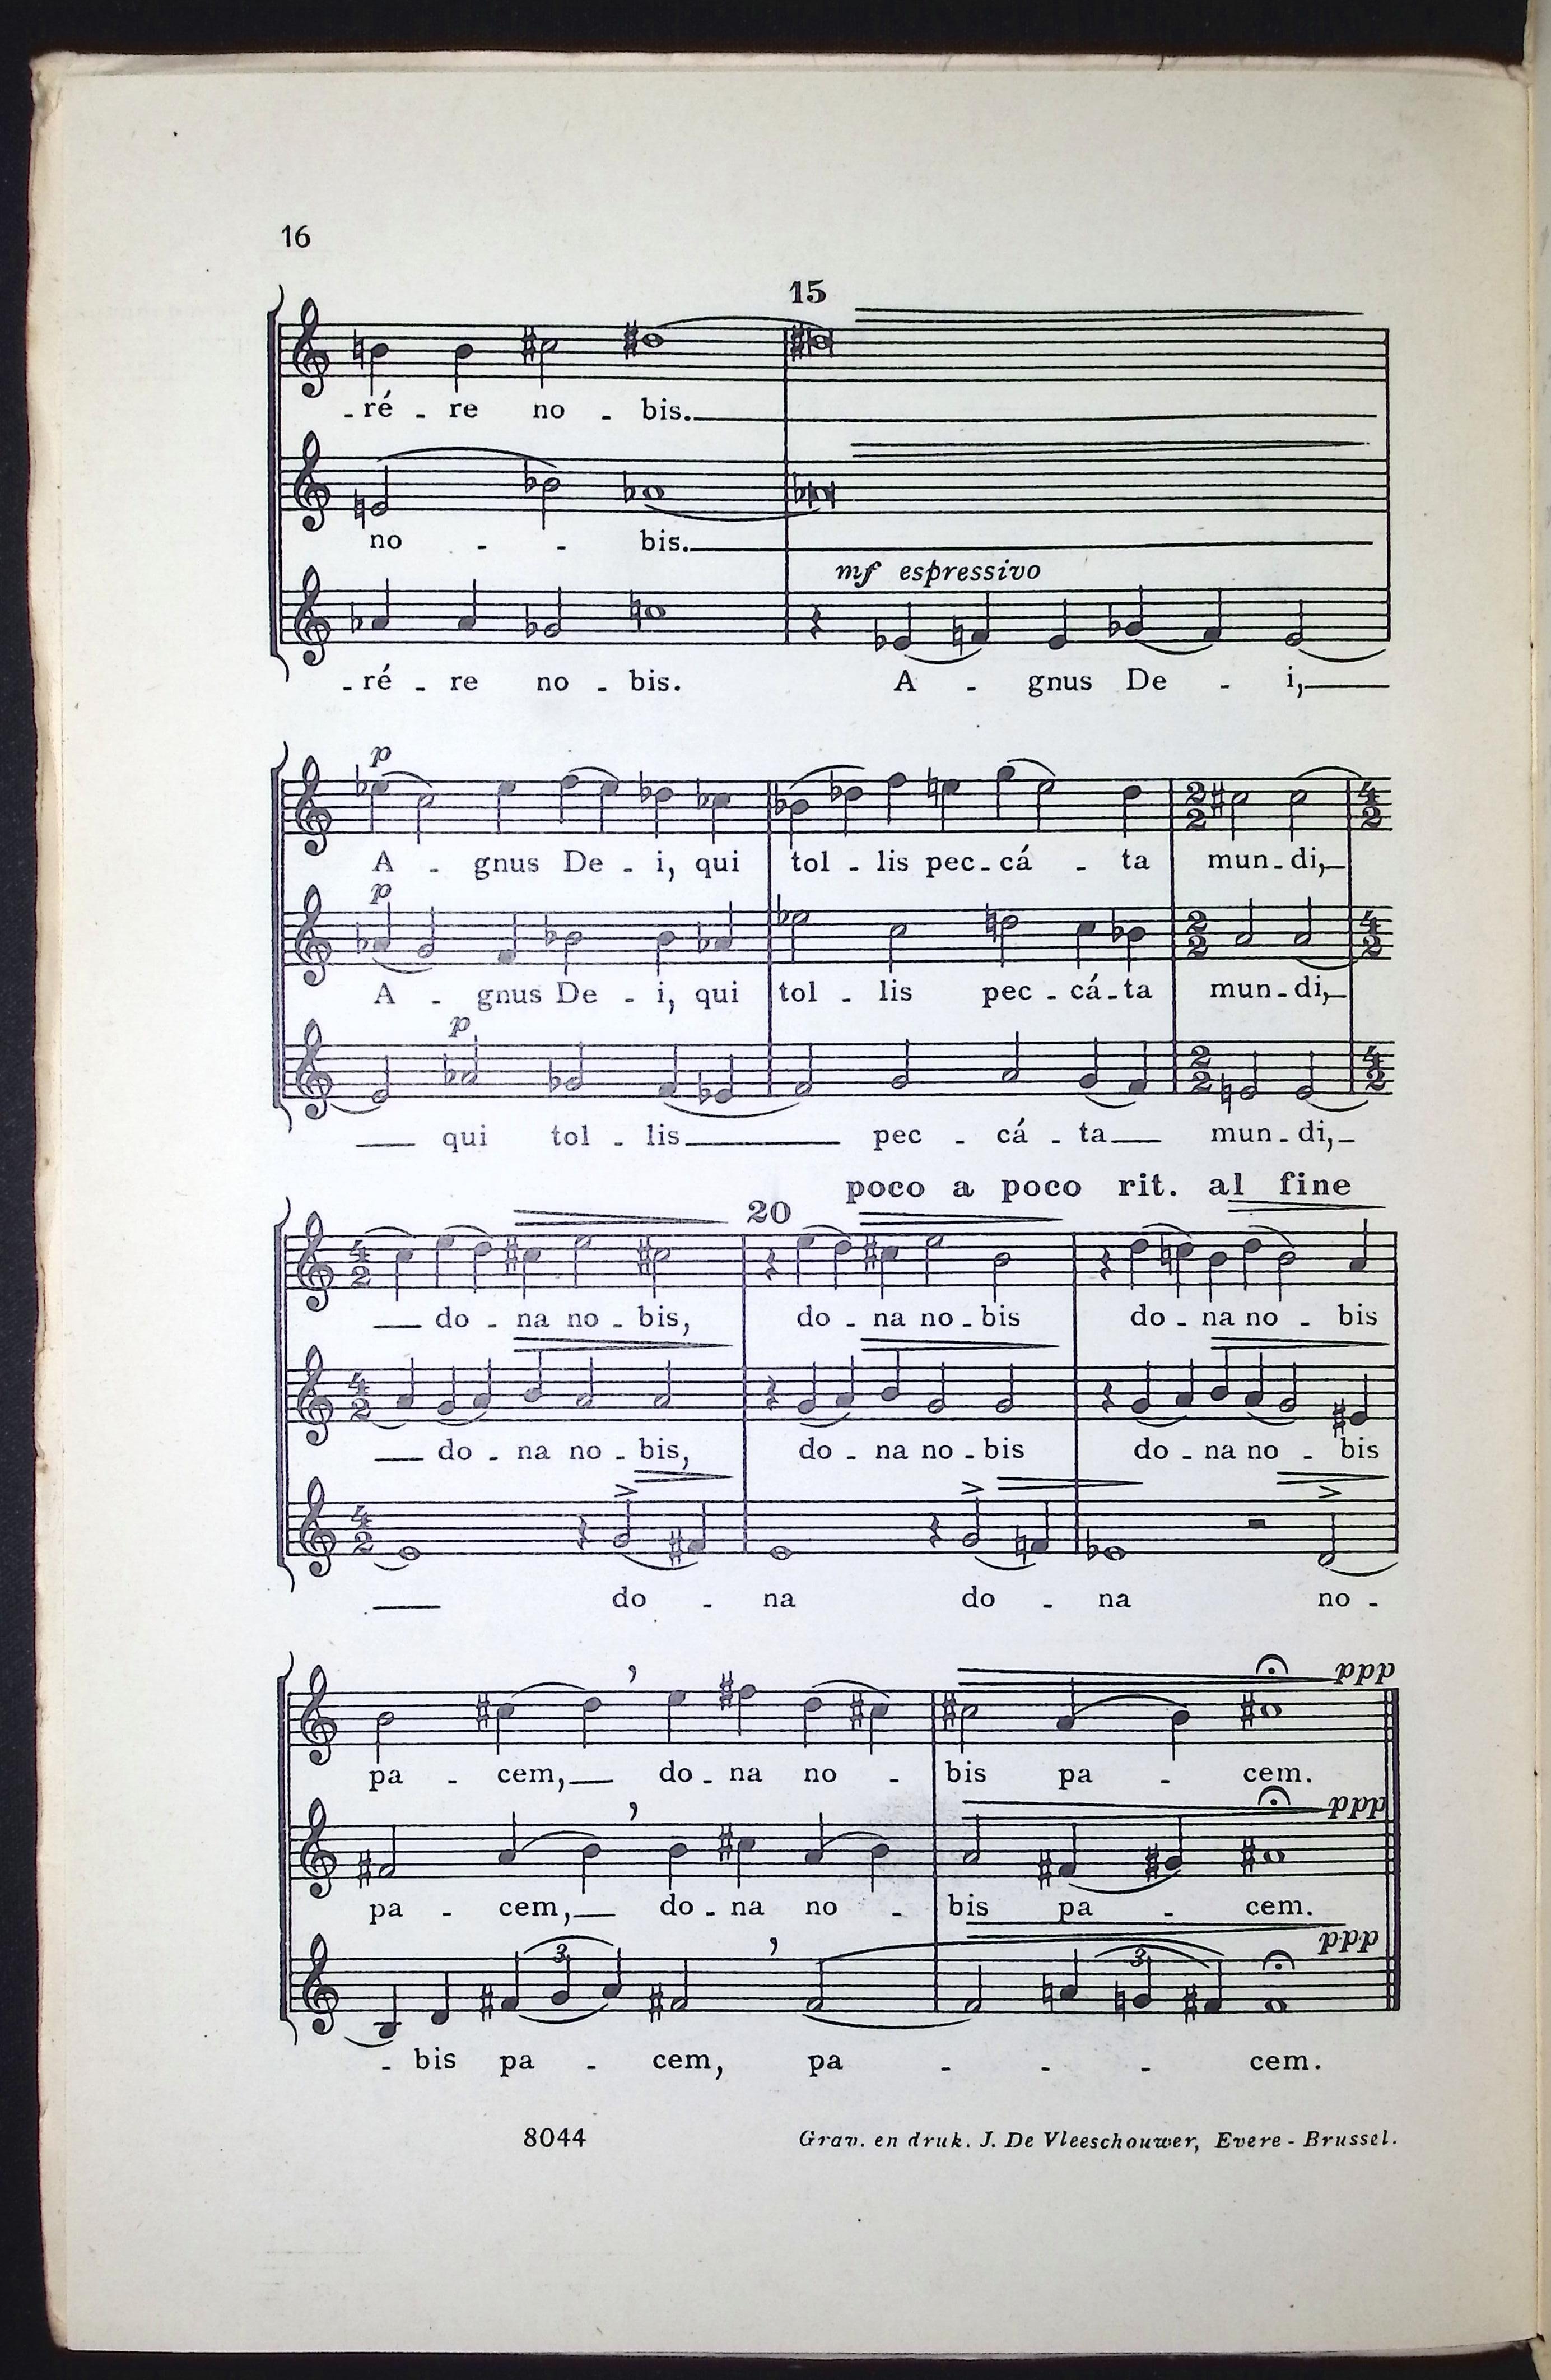 16
15
- ré - re no - bis.
no - - bis.
mf espressivo
- ré - re no - bis. A - gnus De - i,
p
A - gnus De - i, qui tol - lis pec - cá - ta mun - di,
p
A - gnus De - i, qui tol - lis pec - cá - ta mun - di,
p
qui tol - lis pec - cá - ta mun - di,
poco a poco rit. al fine
20
do - na no - bis, do - na no - bis do - na no - bis
do - na no - bis, do - na no - bis do - na no - bis
do - na do - na no -
ppp
pa - cem, do - na no - bis pa - cem.
ppp
pa - cem, do - na no - bis pa - cem.
3 3 ppp
- bis pa - cem, pa - - - cem.
8044 Grav. en druk. J. De Vleeschouwer, Evere - Brussel.